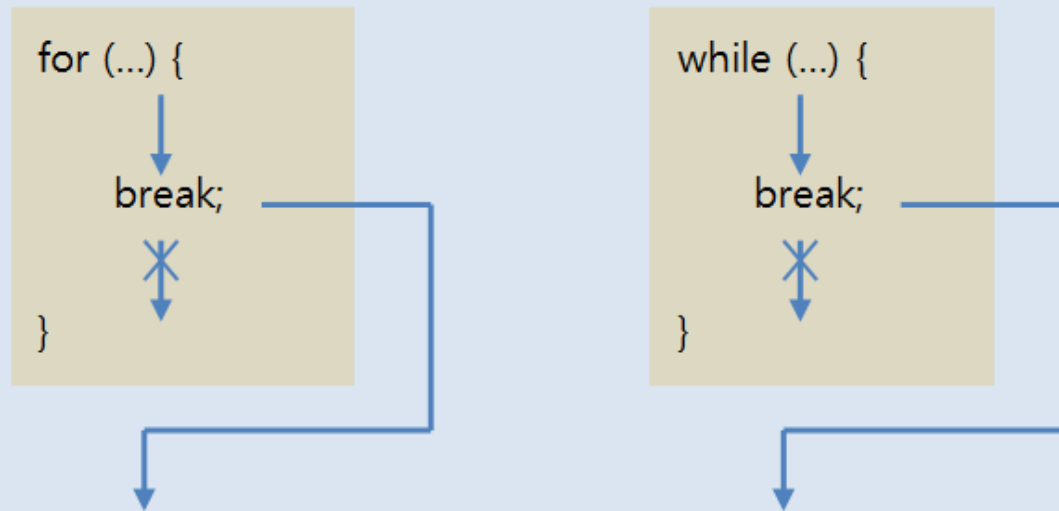 for (...) {
break;
}
while (...) {
break;
}